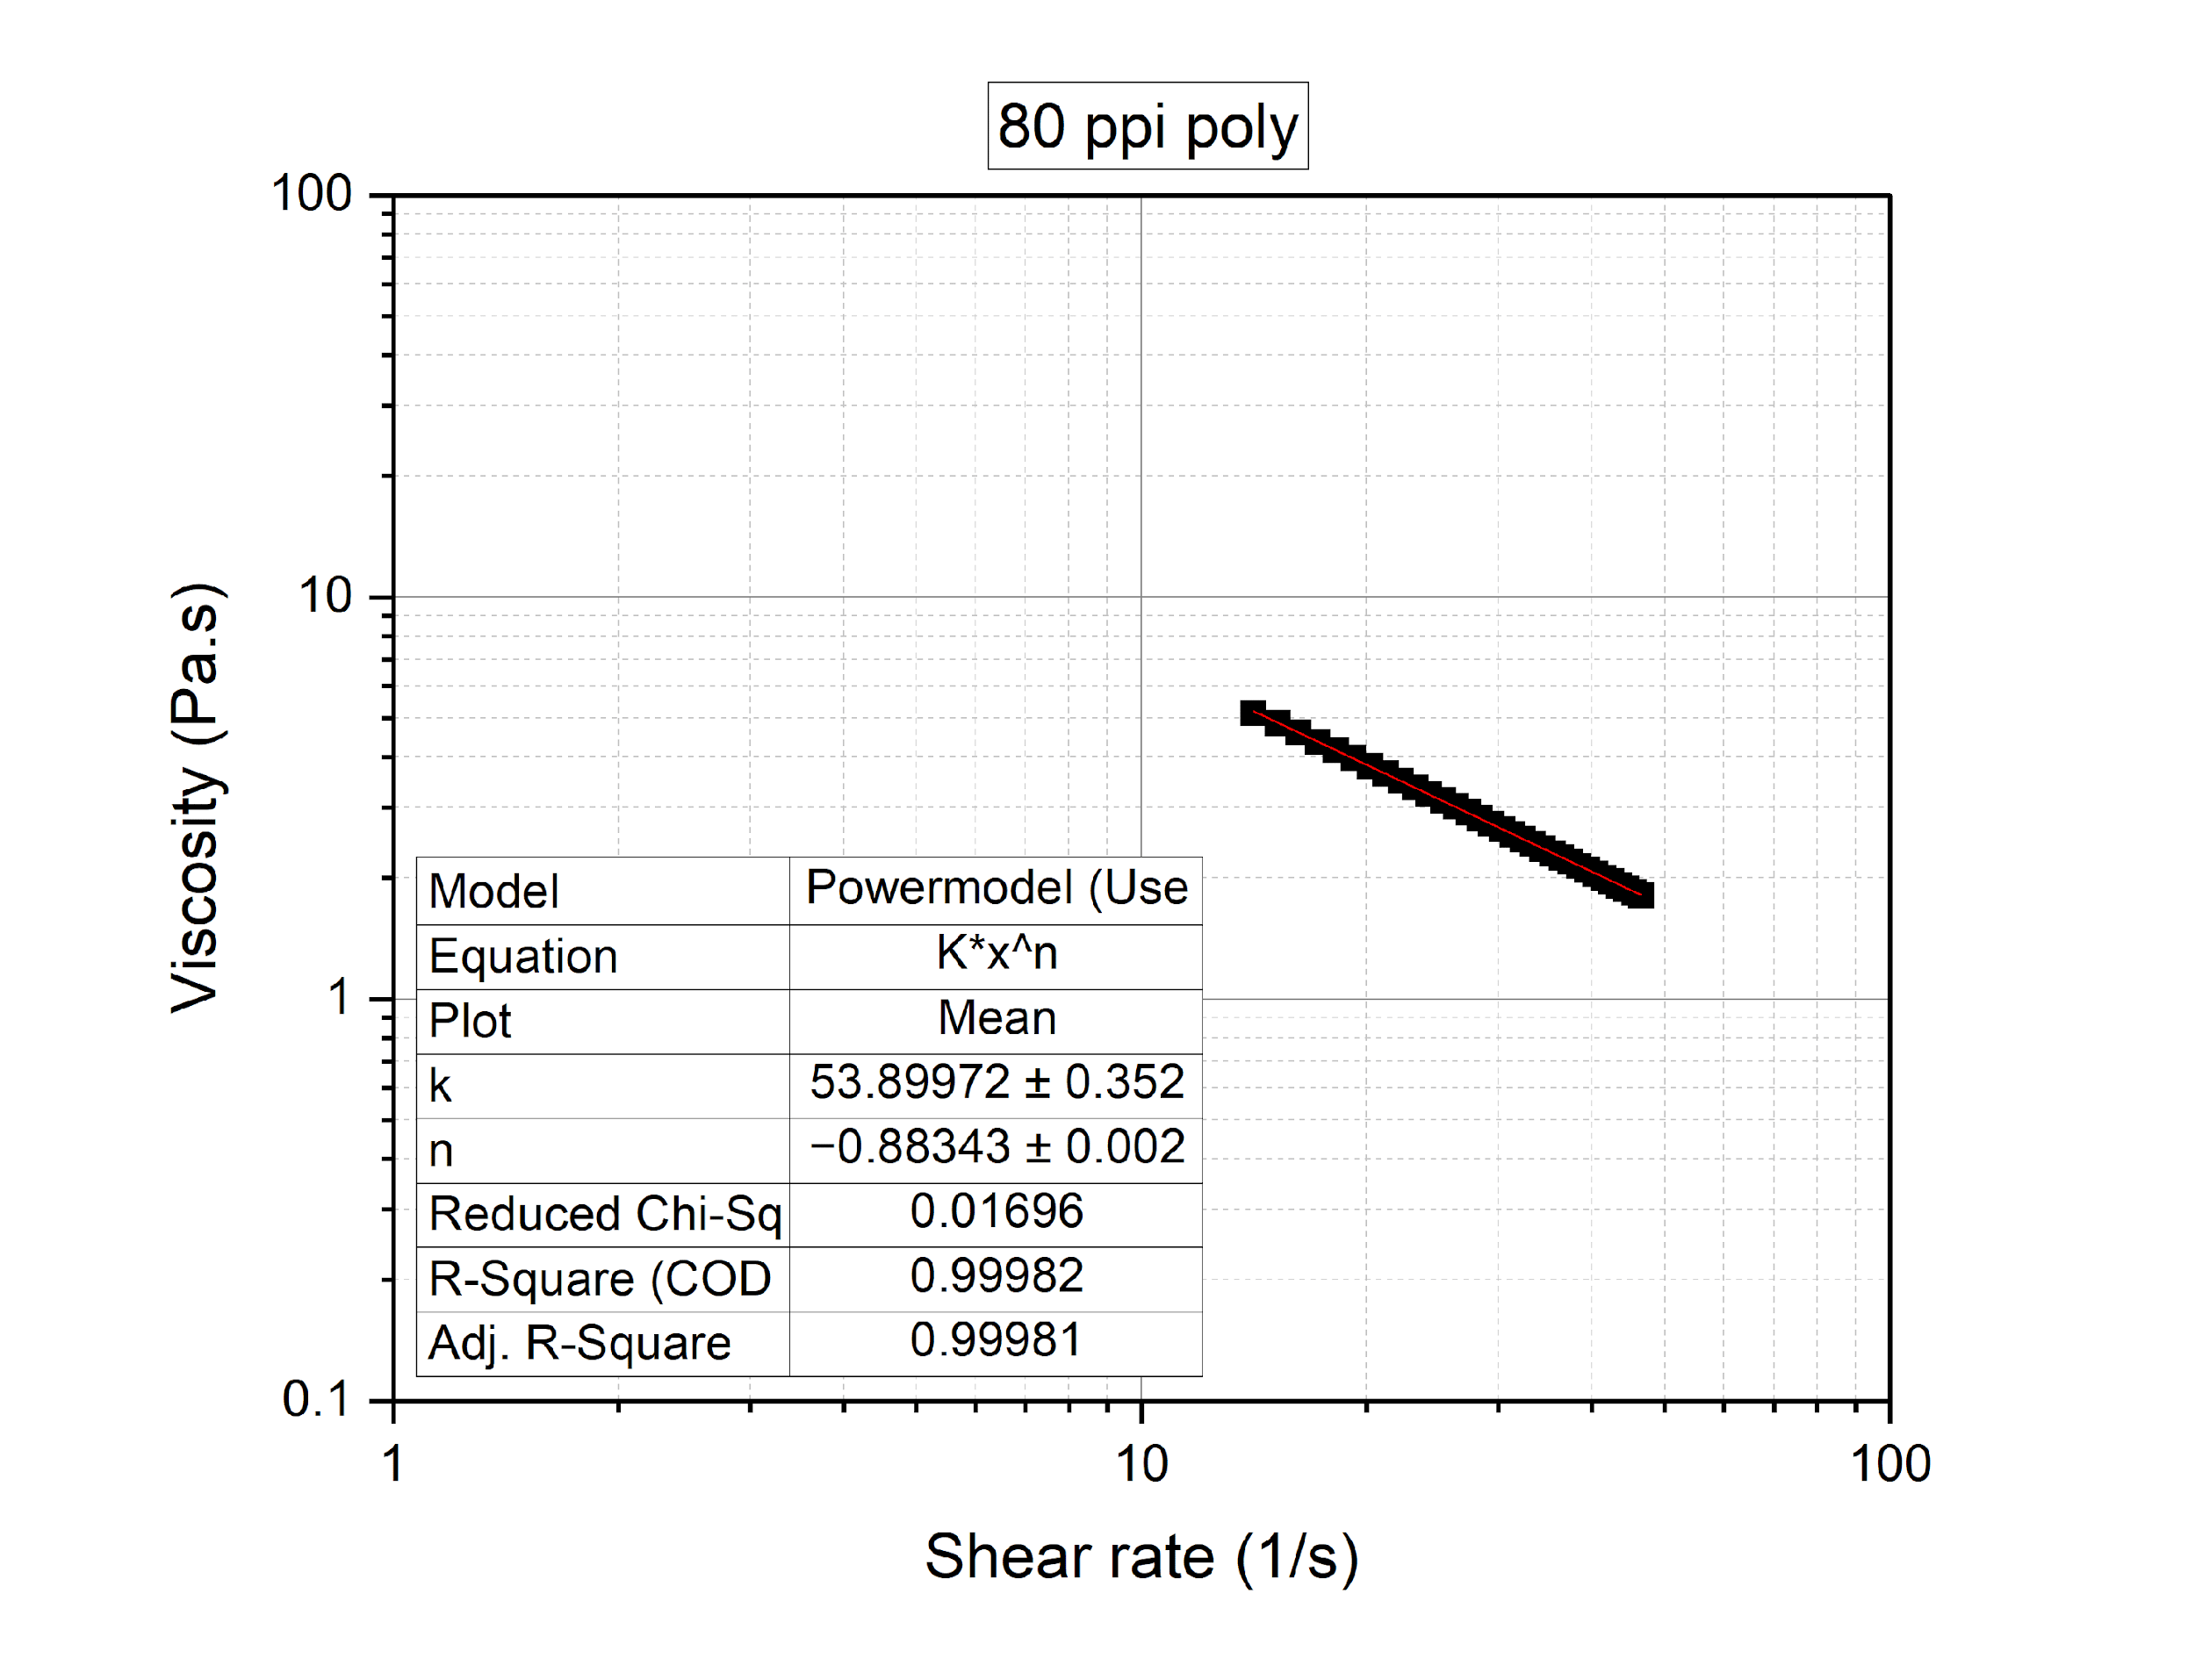 80 ppi poly
100
10
1
0.1
Viscosity (Pa.s)
Model Powermodel (Use
Equation K*x^n
Plot Mean
k 53.89972 ± 0.352
n −0.88343 ± 0.002
Reduced Chi-Sq 0.01696
R-Square (COD 0.99982
Adj. R-Square 0.99981
1 10 100
Shear rate (1/s)